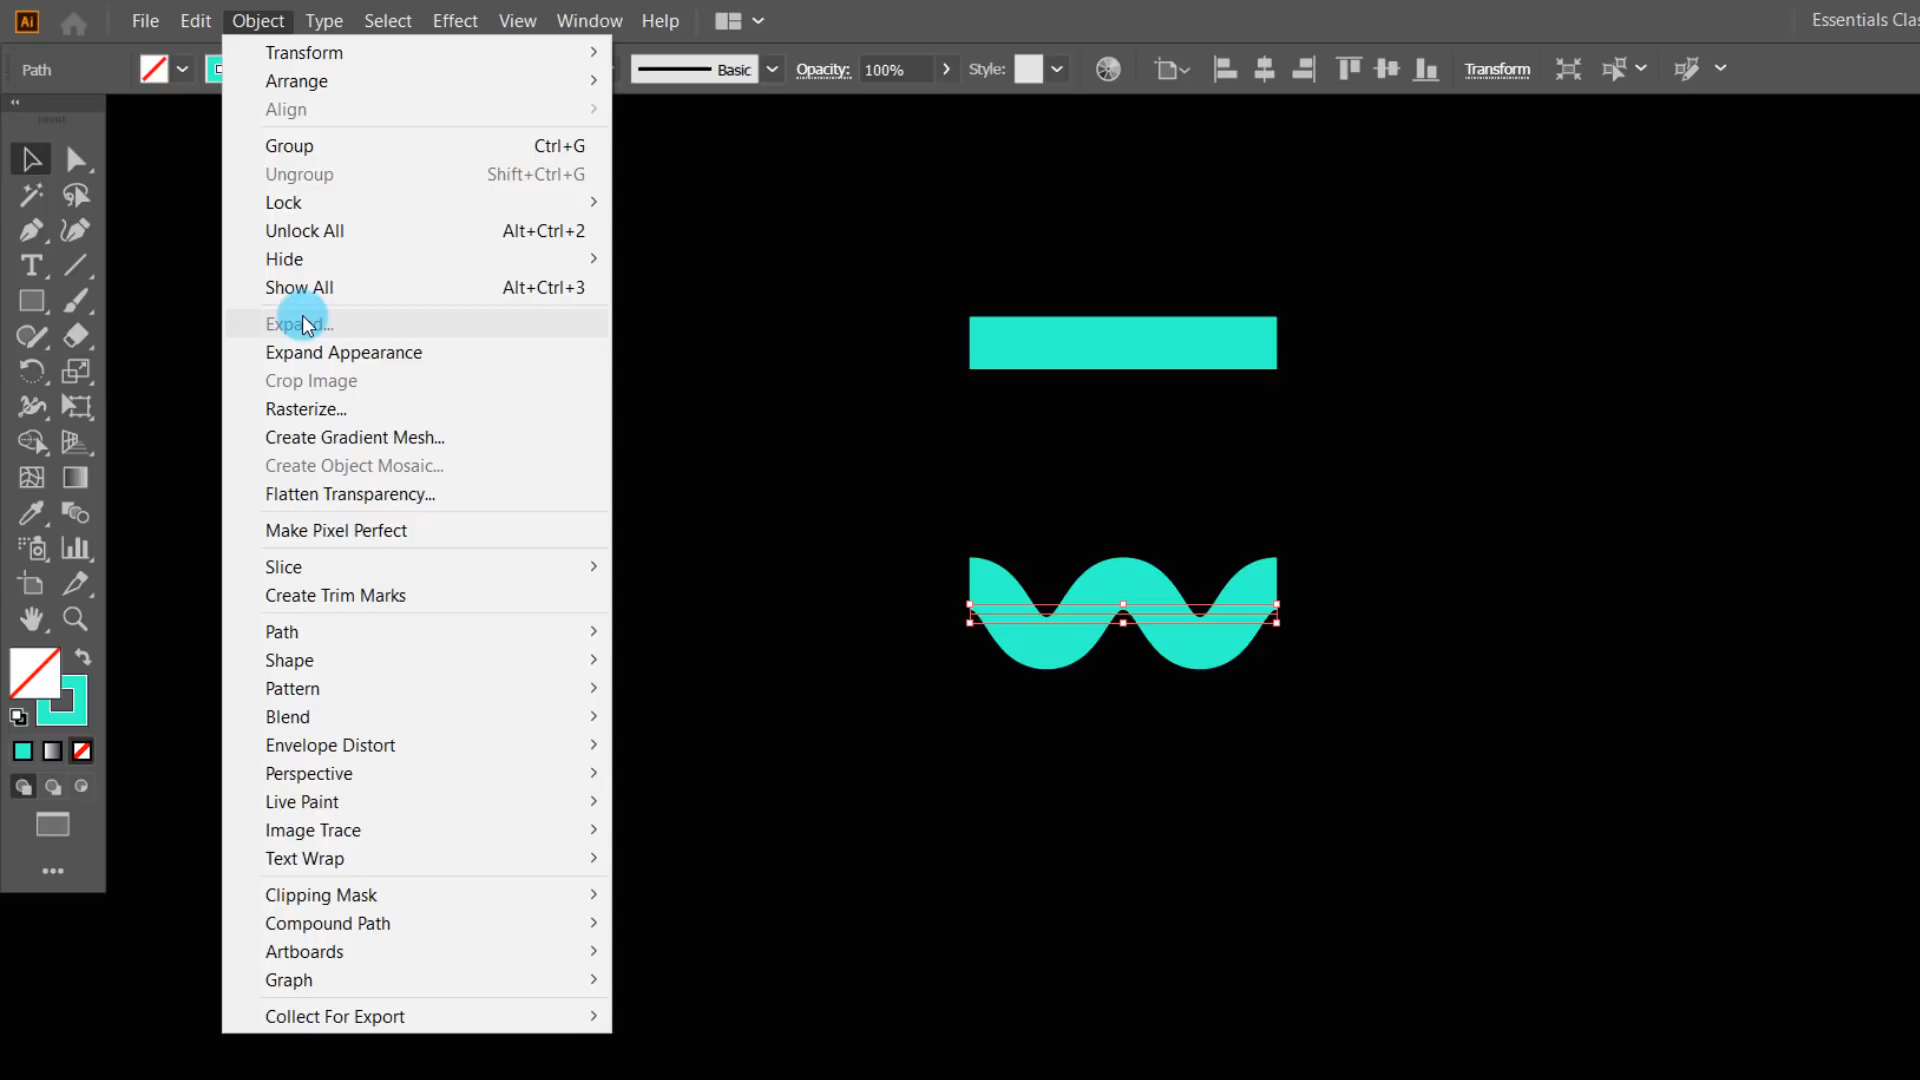 Ai File Edit Object Type Select Effect View Window Help Essentials Clas
Path Basic Opacity: 100% Style: Transform
Transform
Arrange
Align
Group Ctrl+G
Ungroup Shift+Ctrl+G
Lock
Unlock All Alt+Ctrl+2
Hide
Show All Alt+Ctrl+3
Expand...
Expand Appearance
Crop Image
Rasterize...
Create Gradient Mesh...
Create Object Mosaic...
Flatten Transparency...
Make Pixel Perfect
Slice
Create Trim Marks
Path
Shape
Pattern
Blend
Envelope Distort
Perspective
Live Paint
Image Trace
Text Wrap
Clipping Mask
Compound Path
Artboards
Graph
Collect For Export